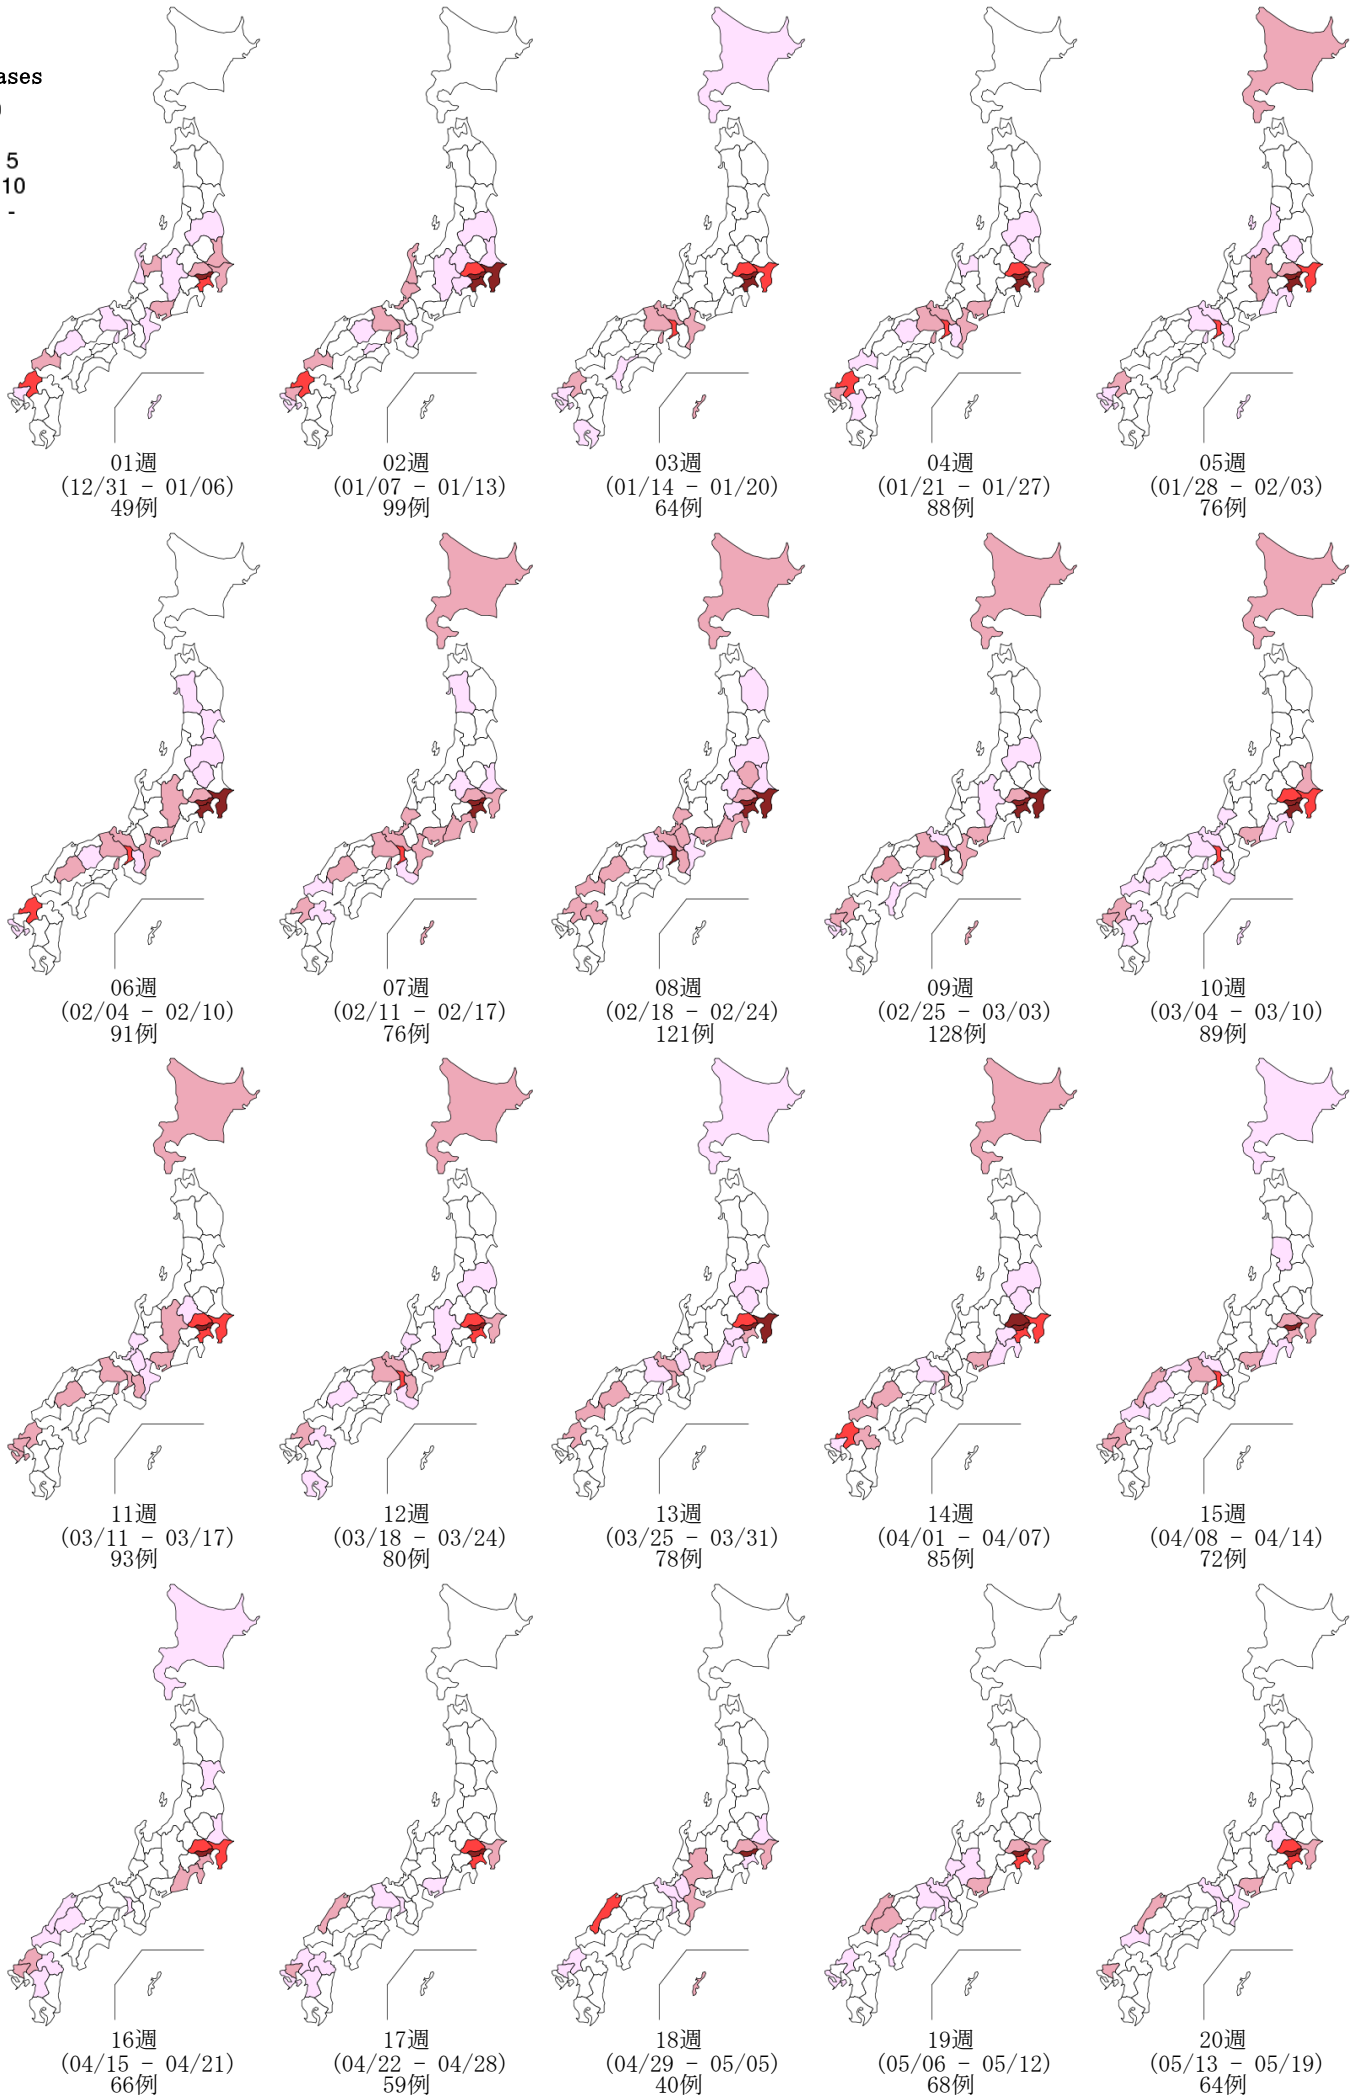 ases
5
10
-
01週
(12/31 - 01/06)
49例
02週
(01/07 - 01/13)
99例
03週
(01/14 - 01/20)
64例
04週
(01/21 - 01/27)
88例
05週
(01/28 - 02/03)
76例
06週
(02/04 - 02/10)
91例
07週
(02/11 - 02/17)
76例
08週
(02/18 - 02/24)
121例
09週
(02/25 - 03/03)
128例
10週
(03/04 - 03/10)
89例
11週
(03/11 - 03/17)
93例
12週
(03/18 - 03/24)
80例
13週
(03/25 - 03/31)
78例
14週
(04/01 - 04/07)
85例
15週
(04/08 - 04/14)
72例
16週
(04/15 - 04/21)
66例
17週
(04/22 - 04/28)
59例
18週
(04/29 - 05/05)
40例
19週
(05/06 - 05/12)
68例
20週
(05/13 - 05/19)
64例